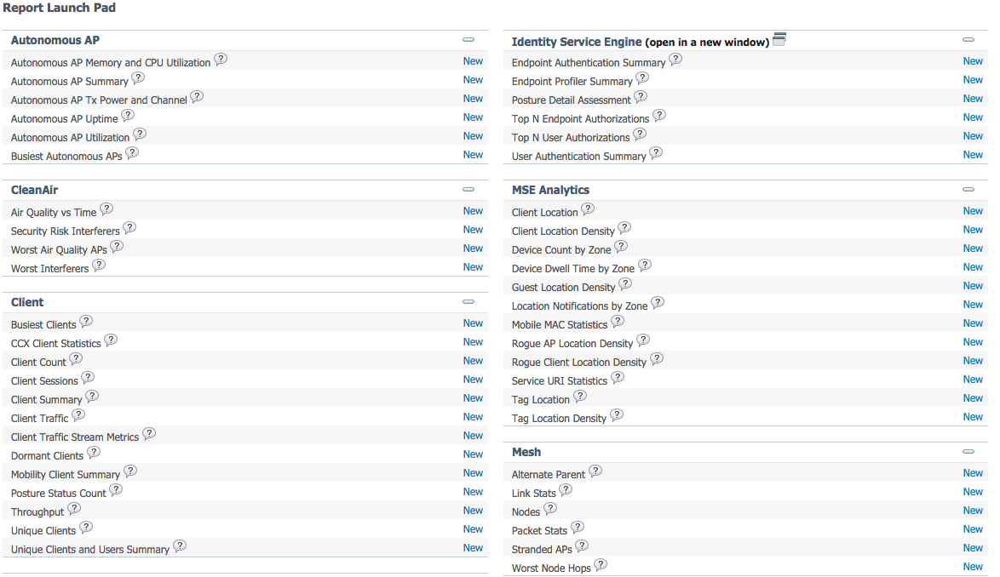 Report Launch Pad
Autonomous AP
Autonomous AP Memory and CPU Utilization ? New
Autonomous AP Summary ? New
Autonomous AP Tx Power and Channel ? New
Autonomous AP Uptime ? New
Autonomous AP Utilization ? New
Busiest Autonomous APs ? New
CleanAir
Air Quality vs Time ? New
Security Risk Interferers ? New
Worst Air Quality APs ? New
Worst Interferers ? New
Client
Busiest Clients ? New
CCX Client Statistics ? New
Client Count ? New
Client Sessions ? New
Client Summary ? New
Client Traffic ? New
Client Traffic Stream Metrics ? New
Dormant Clients ? New
Mobility Client Summary ? New
Posture Status Count ? New
Throughput ? New
Unique Clients ? New
Unique Clients and Users Summary ? New
Identity Service Engine (open in a new window)
Endpoint Authentication Summary ? New
Endpoint Profiler Summary ? New
Posture Detail Assessment ? New
Top N Endpoint Authorizations ? New
Top N User Authorizations ? New
User Authentication Summary ? New
MSE Analytics
Client Location ? New
Client Location Density ? New
Device Count by Zone ? New
Device Dwell Time by Zone ? New
Guest Location Density ? New
Location Notifications by Zone ? New
Mobile MAC Statistics ? New
Rogue AP Location Density ? New
Rogue Client Location Density ? New
Service URI Statistics ? New
Tag Location ? New
Tag Location Density ? New
Mesh
Alternate Parent ? New
Link Stats ? New
Nodes ? New
Packet Stats ? New
Stranded APs ? New
Worst Node Hops ? New